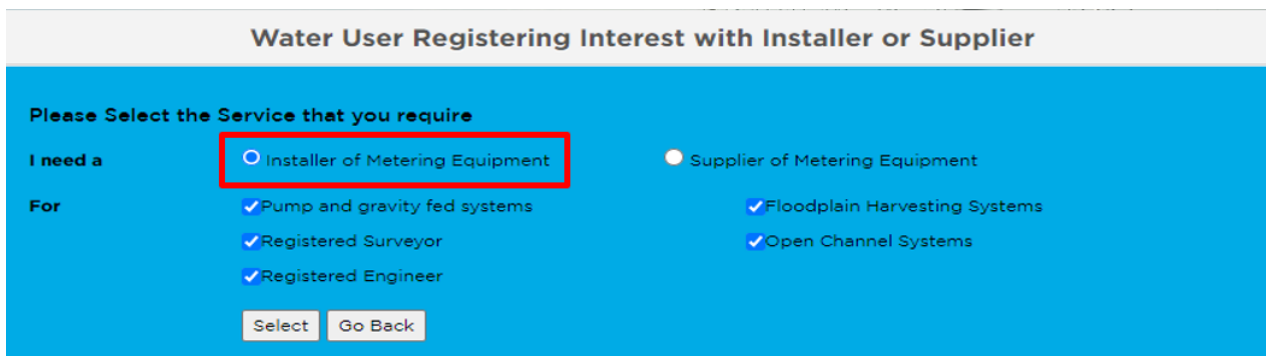 Water User Registering Interest with Installer or Supplier
Please Select the Service that you require
I need a Installer of Metering Equipment Supplier of Metering Equipment
For Pump and gravity fed systems Floodplain Harvesting Systems
Registered Surveyor Open Channel Systems
Registered Engineer
Select Go Back